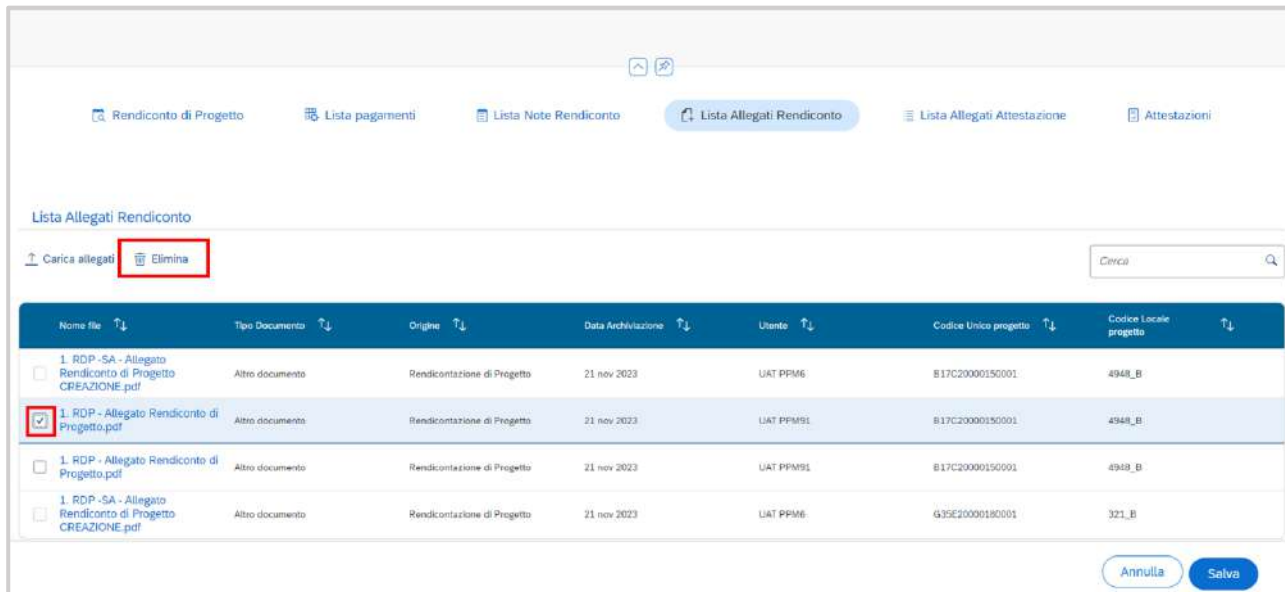 Rendiconto di Progetto Lista pagamenti Lista Note Rendiconto Lista Allegati Rendiconto Lista Allegati Attestazione Attestazioni
Lista Allegati Rendiconto
Carica allegati Elimina Cerca
Nome file Tipo Documento Origine Data Archiviazione Utente Codice Unico progetto Codice Locale progetto
1. RDP -SA - Allegato
Rendiconto di Progetto
CREAZIONE.pdf
Altro documento Rendicontazione di Progetto 21 nov 2023 UAT PPM6 B17C20000150001 4948_B
1. RDP - Allegato Rendiconto di
Progetto.pdf
Altro documento Rendicontazione di Progetto 21 nov 2023 UAT PPM91 B17C20000150001 4948_B
1. RDP - Allegato Rendiconto di
Progetto.pdf
Altro documento Rendicontazione di Progetto 21 nov 2023 UAT PPM91 B17C20000150001 4948_B
1. RDP -SA - Allegato
Rendiconto di Progetto
CREAZIONE.pdf
Altro documento Rendicontazione di Progetto 21 nov 2023 UAT PPM6 G35E20000180001 321_B
Annulla Salva